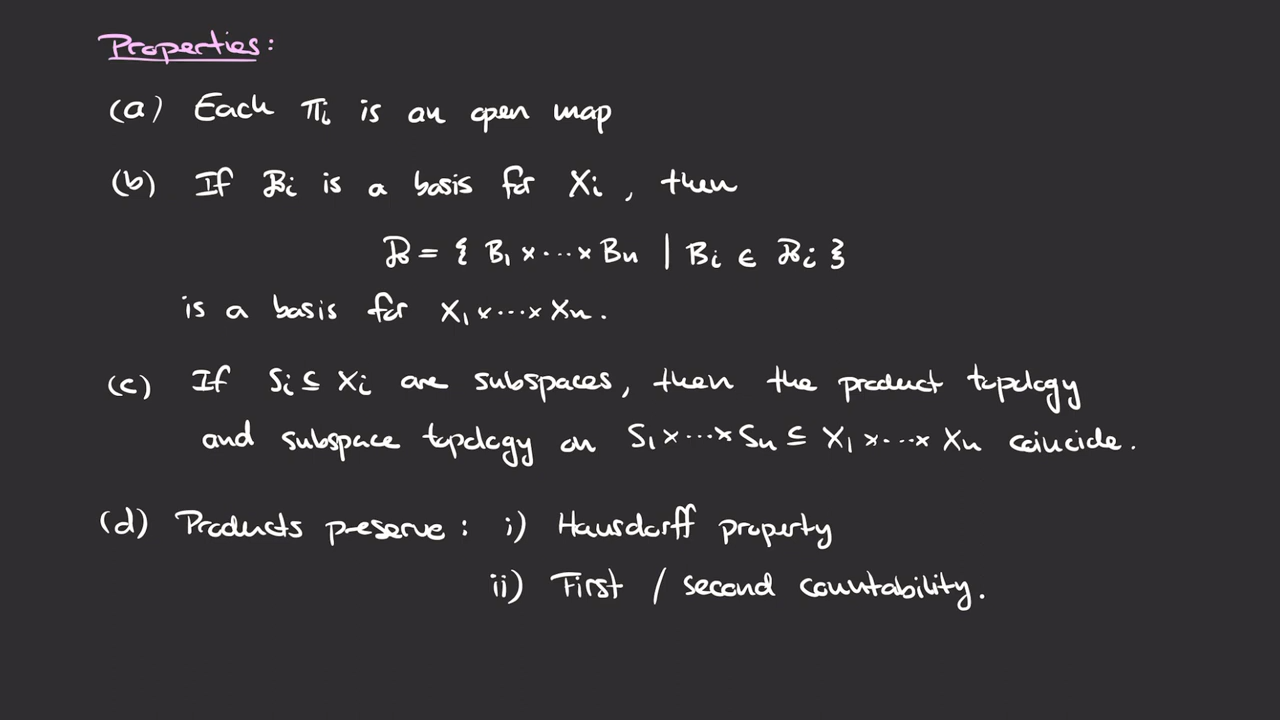 Properties:
(a) Each πᵢ is an open map
(b) If ℬᵢ is a basis for Xᵢ, then
ℬ = { B₁ × ⋯ × Bₙ | Bᵢ ∈ ℬᵢ }
is a basis for X₁ × ⋯ × Xₙ.
(c) If Sᵢ ⊆ Xᵢ are subspaces, then the product topology
and subspace topology on S₁ × ⋯ × Sₙ ⊆ X₁ × ⋯ × Xₙ coincide.
(d) Products preserve: i) Hausdorff property
ii) First / second countability.